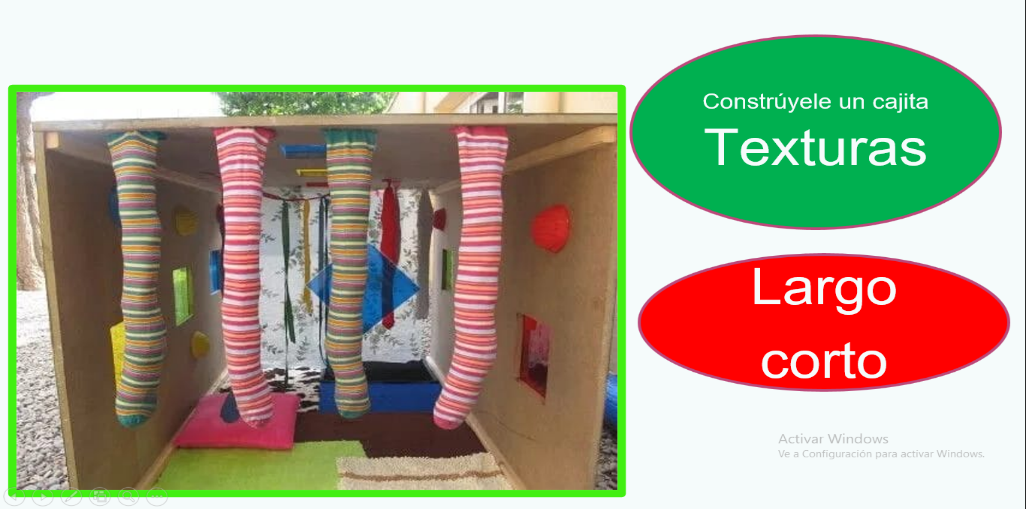 Constrúyele un cajita
Texturas
Largo
corto
Activar Windows
Ve a Configuración para activar Windows.